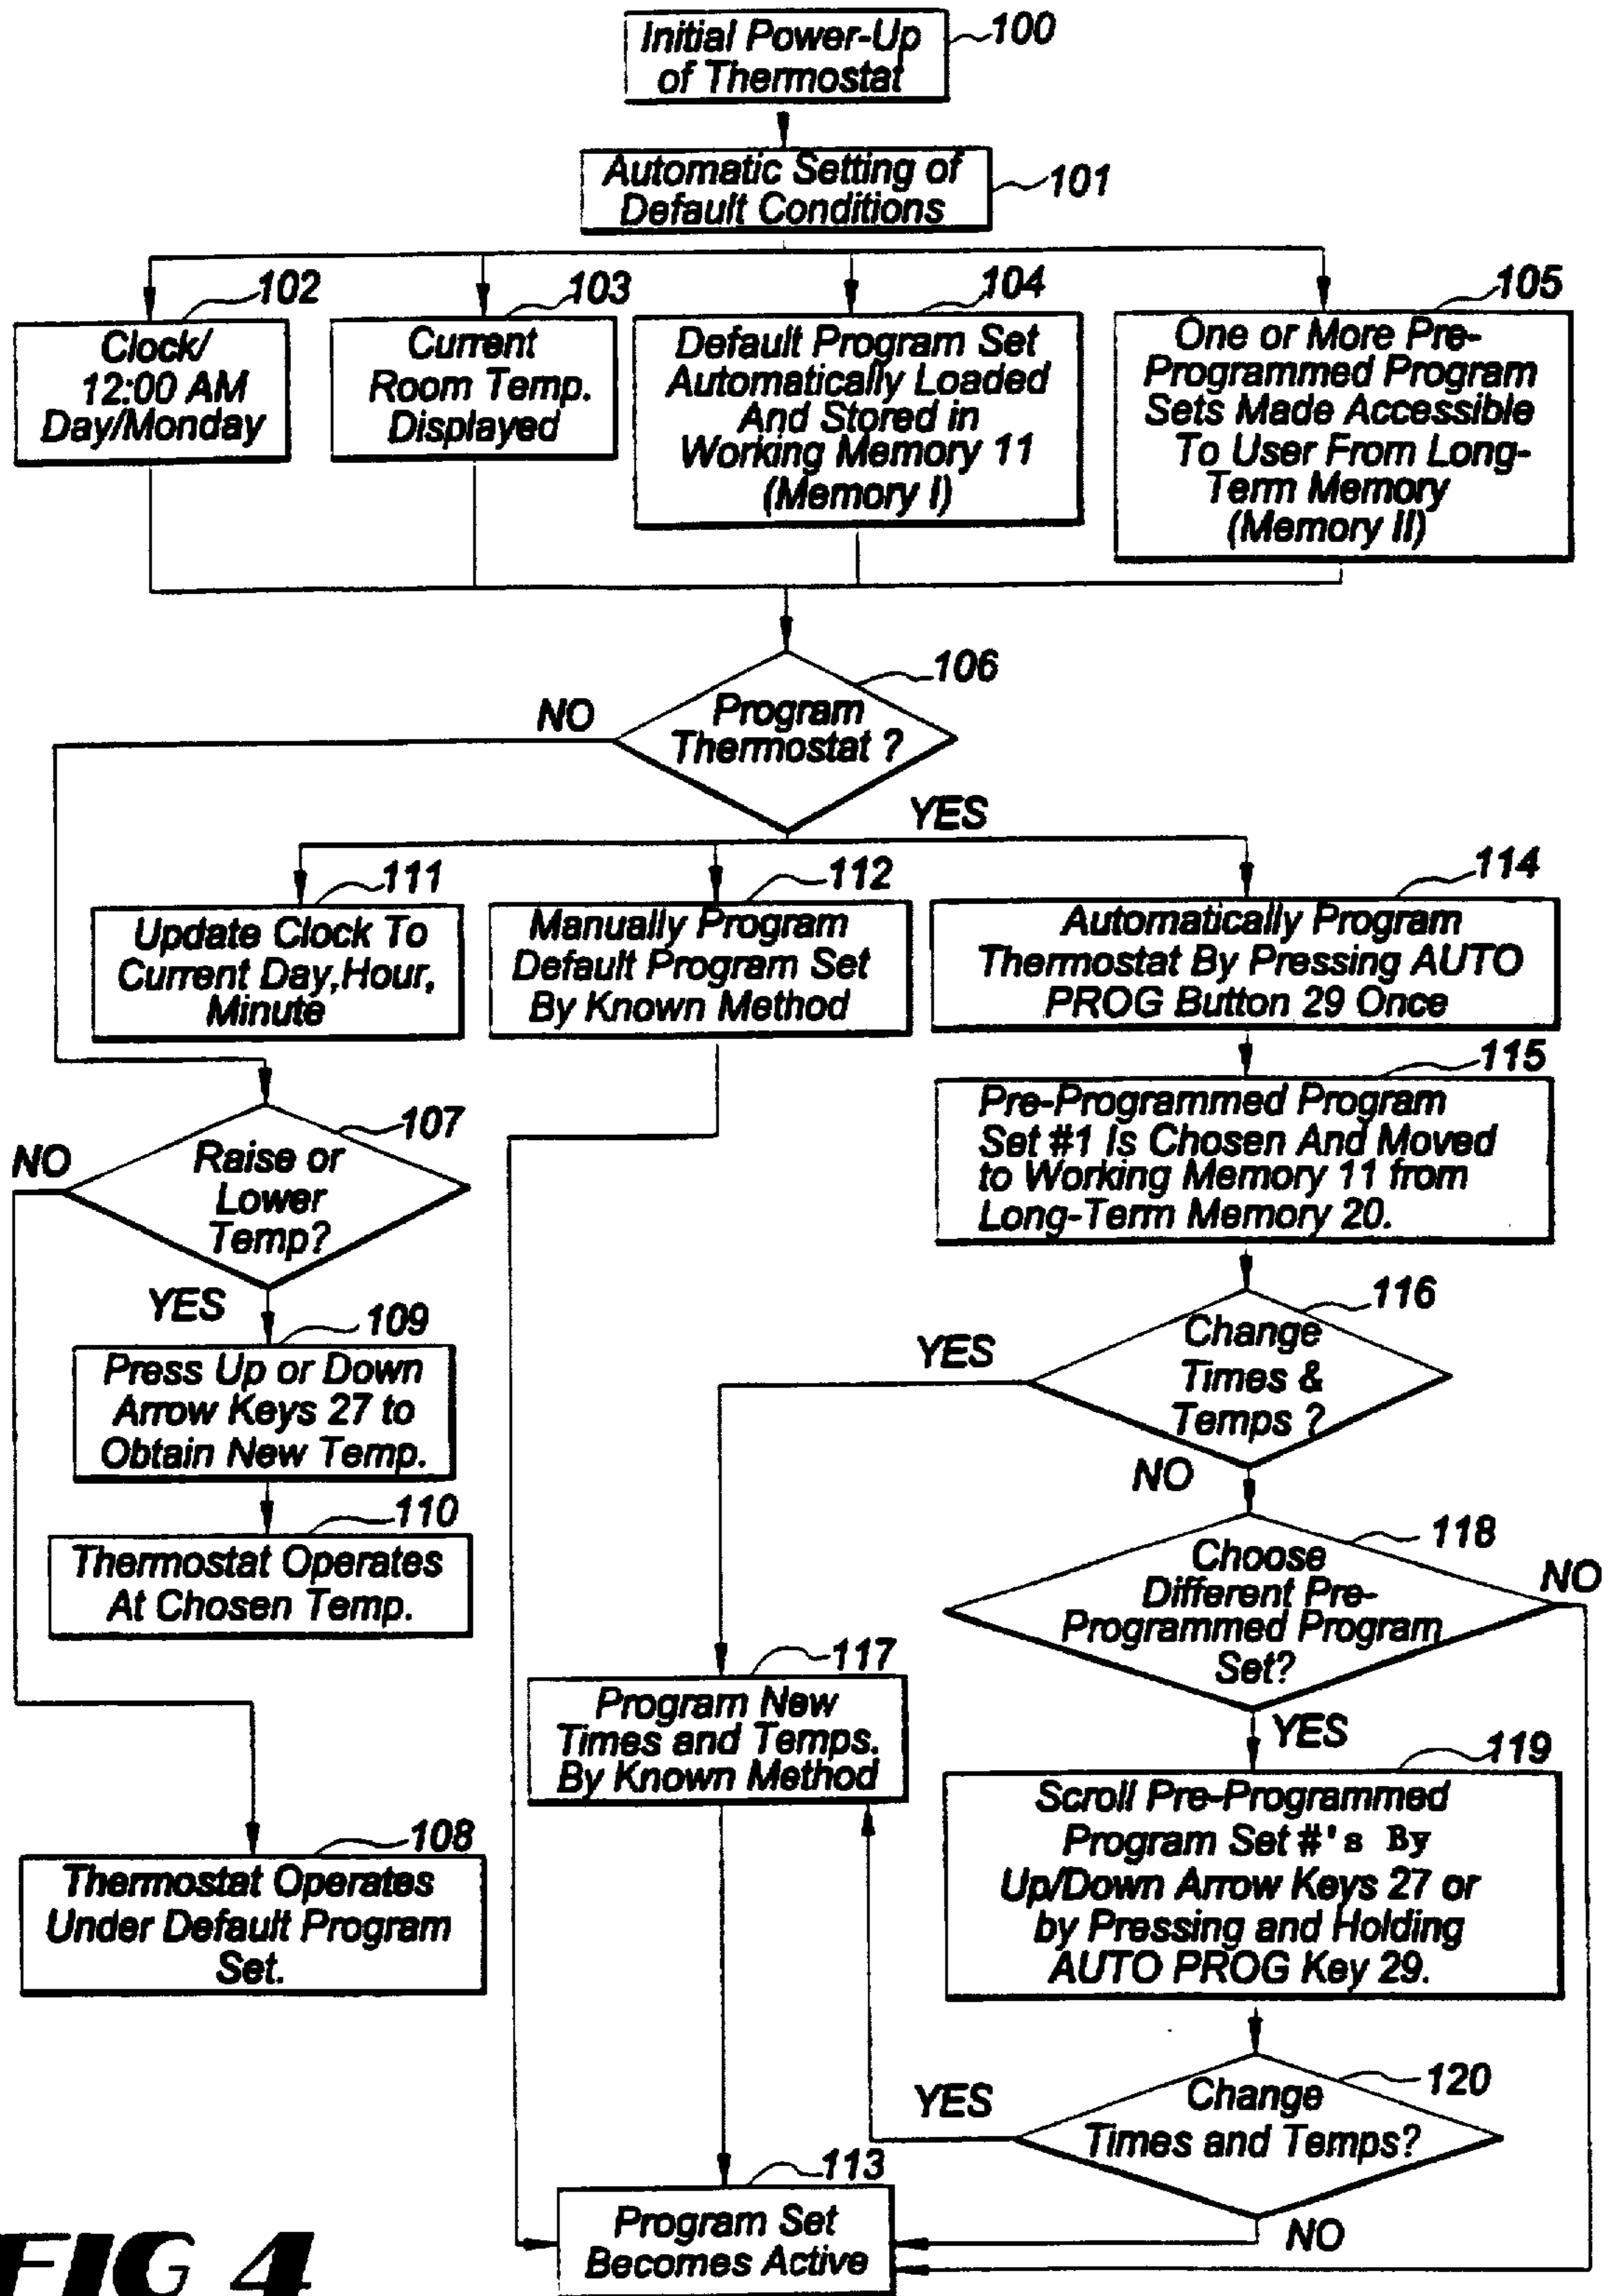 Initial Power-Up
of Thermostat
100
Automatic Setting of
Default Conditions
101
102
Clock/
12:00 AM
Day/Monday
103
Current
Room Temp.
Displayed
104
Default Program Set
Automatically Loaded
And Stored in
Working Memory 11
(Memory I)
105
One or More Pre-
Programmed Program
Sets Made Accessible
To User From Long-
Term Memory
(Memory II)
106
Program
Thermostat ?
NO
YES
111
Update Clock To
Current Day,Hour,
Minute
112
Manually Program
Default Program Set
By Known Method
114
Automatically Program
Thermostat By Pressing AUTO
PROG Button 29 Once
115
Pre-Programmed Program
Set #1 Is Chosen And Moved
to Working Memory 11 from
Long-Term Memory 20.
107
NO
Raise or
Lower
Temp?
YES
109
Press Up or Down
Arrow Keys 27 to
Obtain New Temp.
110
Thermostat Operates
At Chosen Temp.
108
Thermostat Operates
Under Default Program
Set.
116
YES
Change
Times &
Temps ?
NO
118
Choose
Different Pre-
Programmed Program
Set?
NO
YES
117
Program New
Times and Temps.
By Known Method
119
Scroll Pre-Programmed
Program Set #'s By
Up/Down Arrow Keys 27 or
by Pressing and Holding
AUTO PROG Key 29.
120
YES
Change
Times and Temps?
NO
113
Program Set
Becomes Active
FIG 4